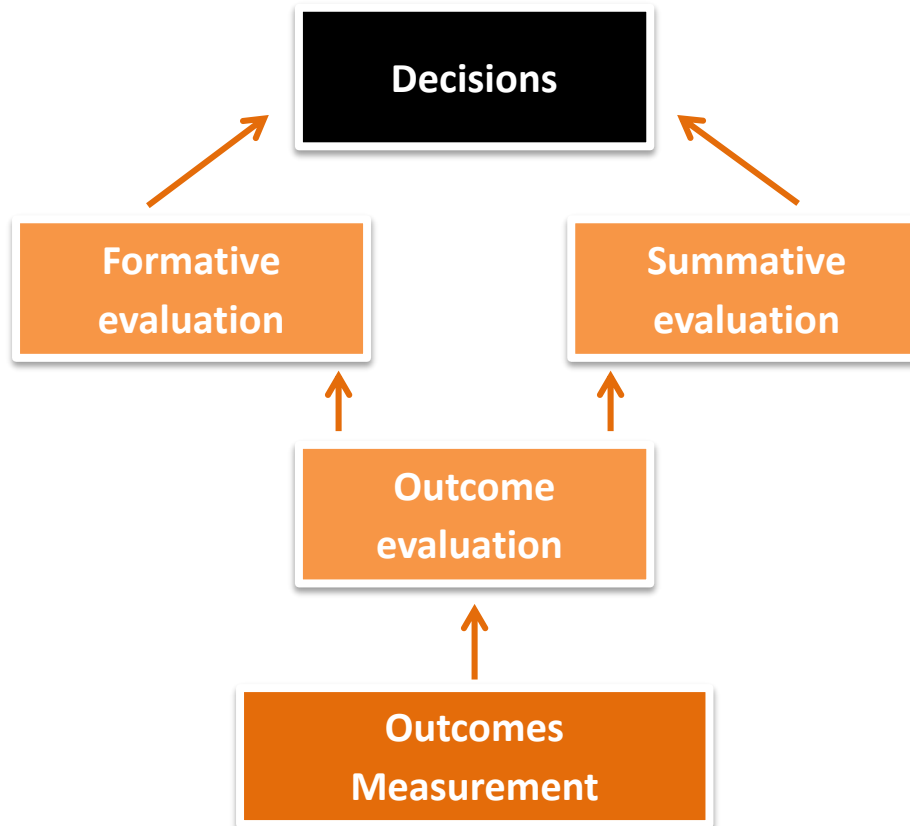 Decisions
Formative
evaluation
Summative
evaluation
Outcome
evaluation
Outcomes
Measurement